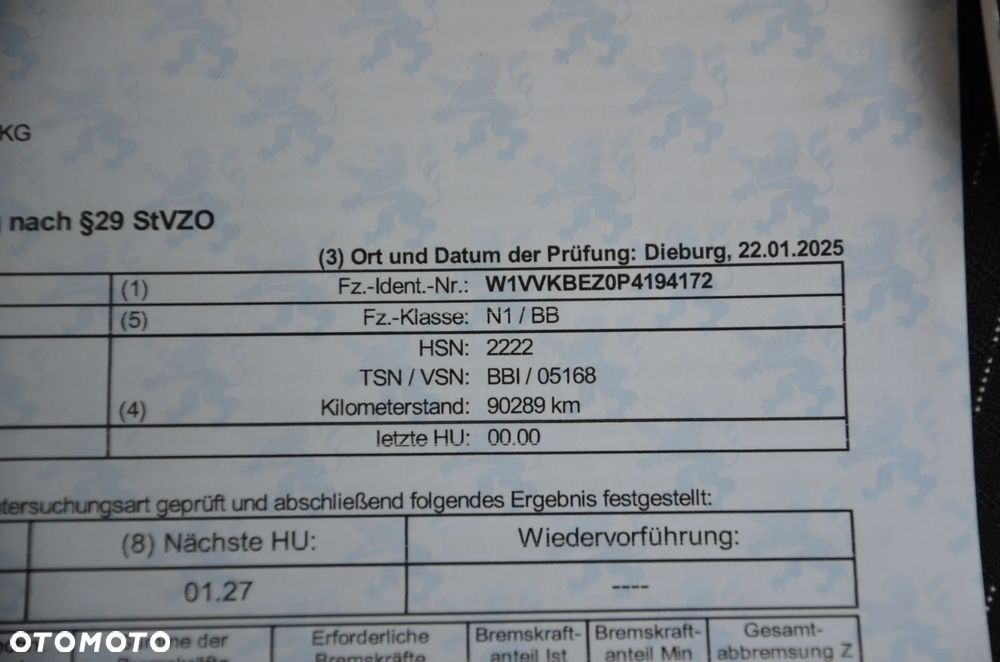 KG
nach §29 StVZO
(3) Ort und Datum der Prüfung: Dieburg, 22.01.2025
(1) Fz.-Ident.-Nr.: W1VVKBEZ0P4194172
(5) Fz.-Klasse: N1 / BB
HSN: 2222
TSN / VSN: BBI / 05168
(4) Kilometerstand: 90289 km
letzte HU: 00.00
tersuchungsart geprüft und abschließend folgendes Ergebnis festgestellt:
(8) Nächste HU: Wiedervorführung:
01.27 ----
der Erforderliche Bremskraft- Bremskraft- Gesamt-
Bremskräfte anteil Ist anteil Min abbremsung Z
OTOMOTO